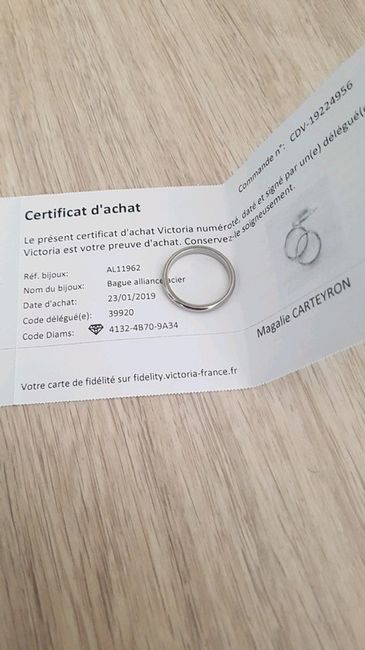 Certificat d'achat
Commande n°: CDV-19224956
Le présent certificat d'achat Victoria numéroté, daté et signé par un(e) délégué(e)
Victoria est votre preuve d'achat. Conservez-le soigneusement.
Réf. bijoux: AL11962
Nom du bijoux: Bague alliance acier
Date d'achat: 23/01/2019
Code délégué(e): 39920
Code Diams: 4132-4B70-9A34
Magalie CARTEYRON
Votre carte de fidélité sur fidelity.victoria-france.fr